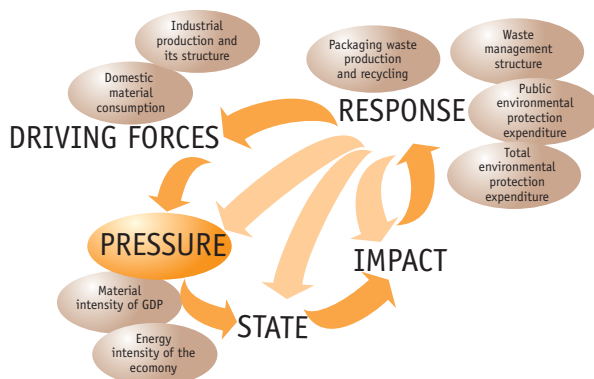 Industrial
production and
its structure
Domestic
material
consumption
DRIVING FORCES
Packaging waste
production
and recycling
RESPONSE
Waste
management
structure
Public
environmental
protection
expenditure
Total
environmental
protection
expenditure
PRESSURE
IMPACT
Material
intensity of GDP
STATE
Energy
intensity of the
ecomony